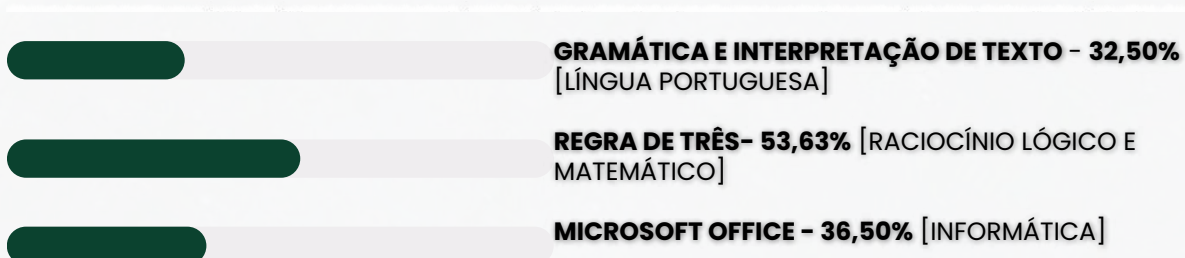 GRAMÁTICA E INTERPRETAÇÃO DE TEXTO - 32,50%
[LÍNGUA PORTUGUESA]
REGRA DE TRÊS- 53,63% [RACIOCÍNIO LÓGICO E
MATEMÁTICO]
MICROSOFT OFFICE - 36,50% [INFORMÁTICA]